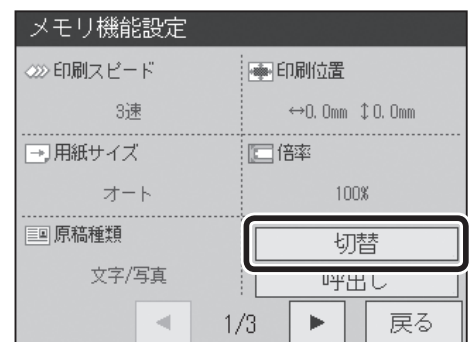 メモリ機能設定
印刷スピード
3速
印刷位置
↔0.0mm ↕0.0mm
用紙サイズ
オート
倍率
100%
原稿種類
文字/写真
切替
呼出し
◀ 1/3 ▶ 戻る